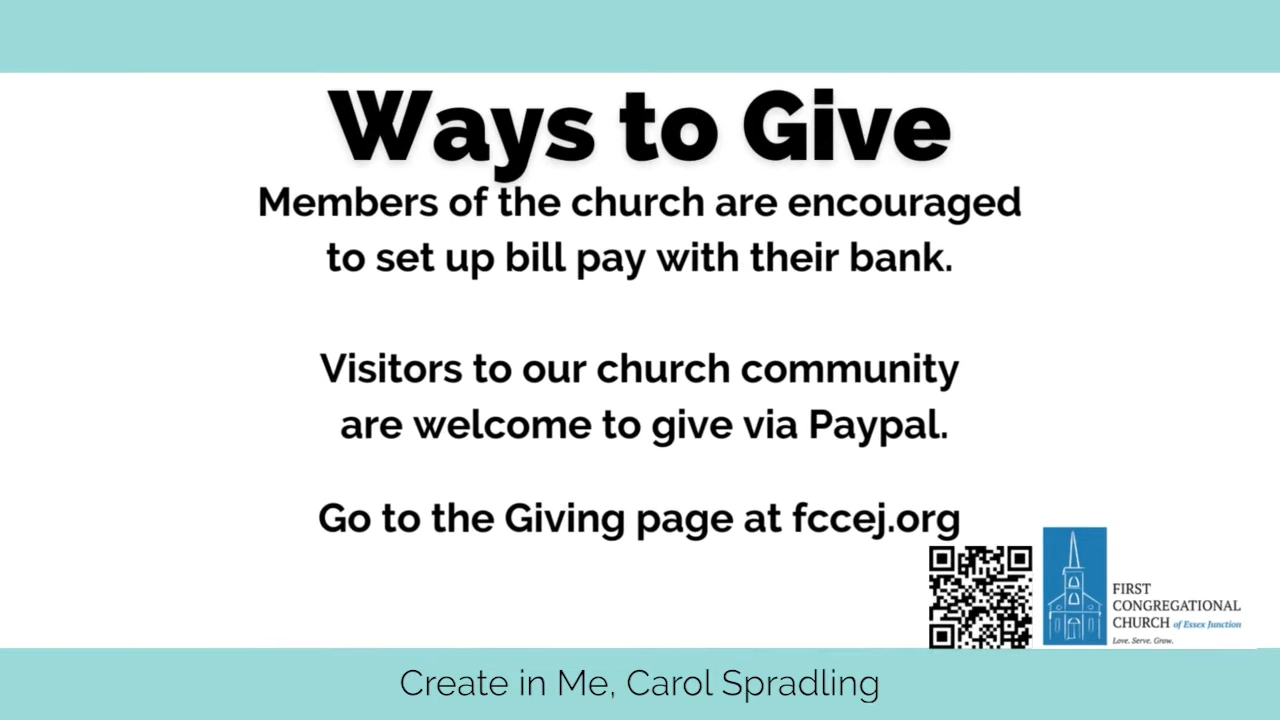 Ways to Give
Members of the church are encouraged
to set up bill pay with their bank.
Visitors to our church community
are welcome to give via Paypal.
Go to the Giving page at fccej.org
FIRST
CONGREGATIONAL
CHURCH of Essex Junction
Love. Serve. Grow.
Create in Me, Carol Spradling